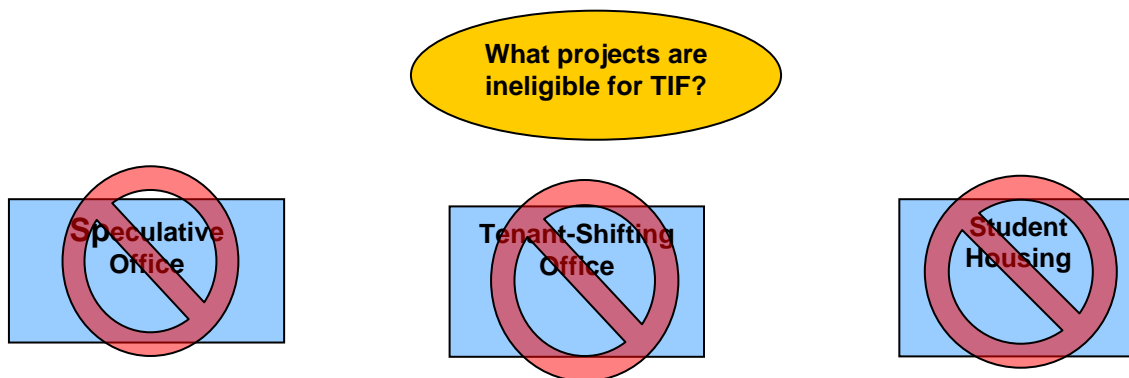 What projects are
ineligible for TIF?
Speculative
Office
Tenant-Shifting
Office
Student
Housing